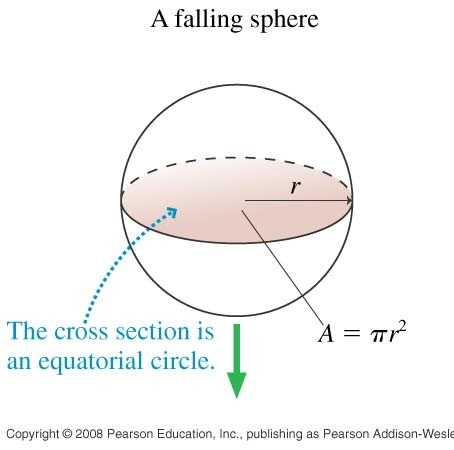 A falling sphere
r
The cross section is
an equatorial circle.
A = πr²
Copyright © 2008 Pearson Education, Inc., publishing as Pearson Addison-Wesle